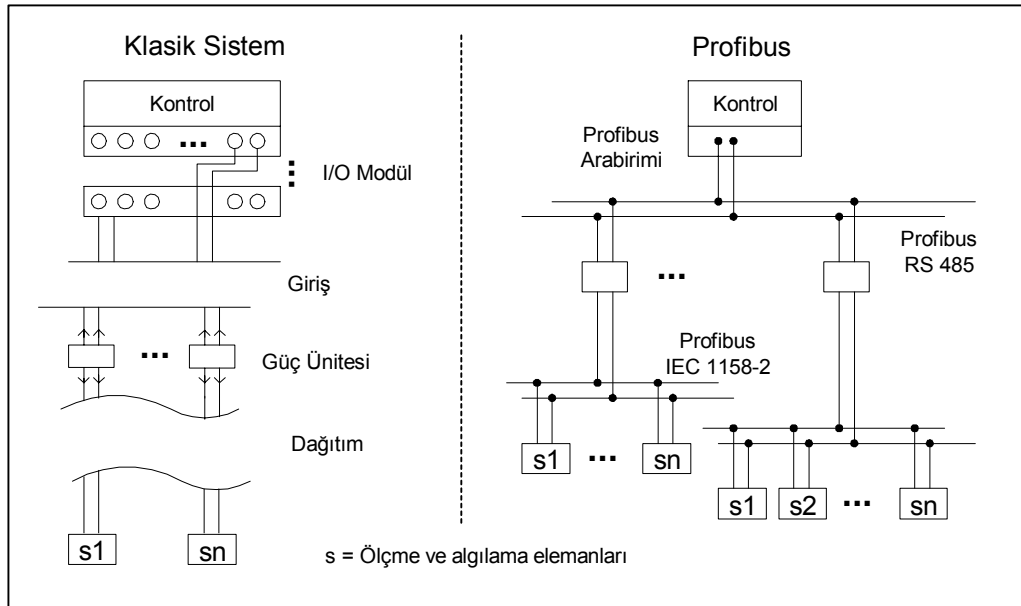 Klasik Sistem
Kontrol
...
I/O Modül
Giriş
...
Güç Ünitesi
Dağıtım
s1
sn
Profibus
Kontrol
Profibus
Arabirimi
Profibus
RS 485
...
Profibus
IEC 1158-2
s1 ... sn
s1 s2 ... sn
s = Ölçme ve algılama elemanları